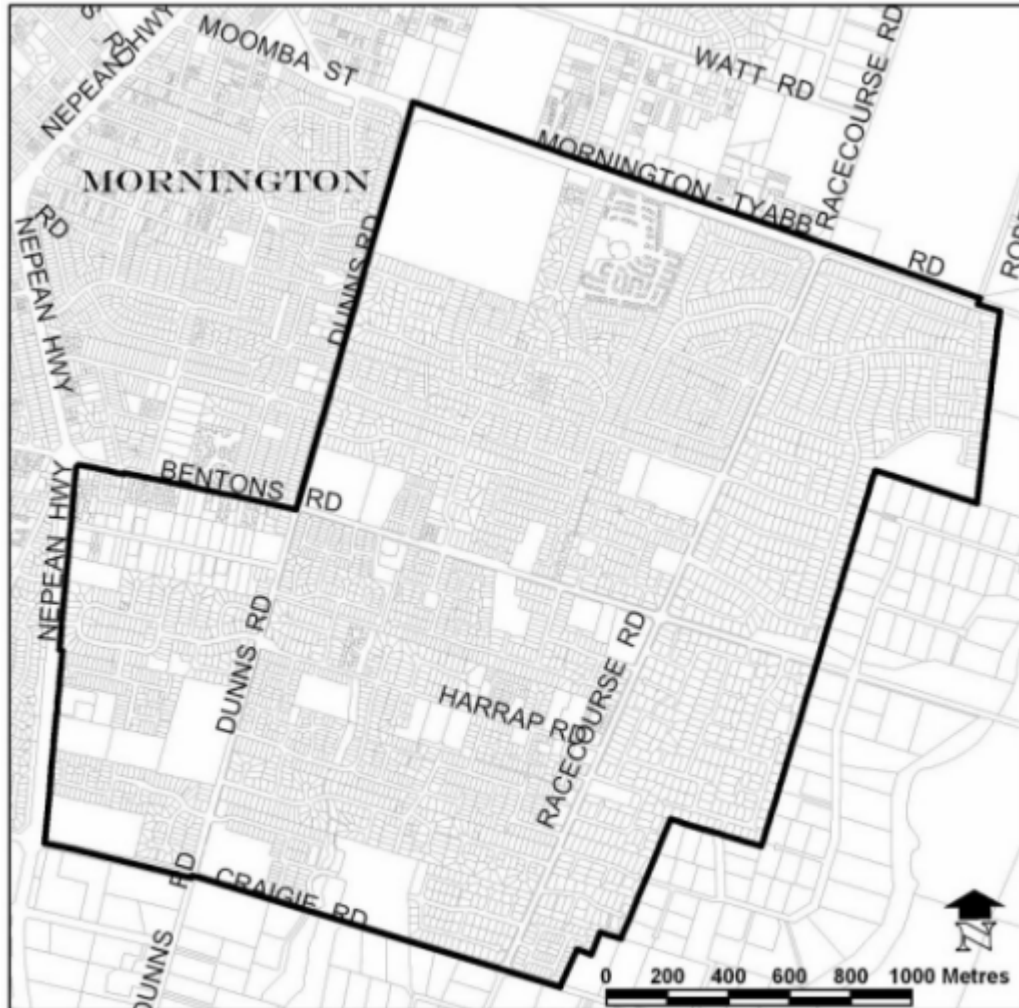 S
RD
NEPEAN HWY
MOOMBA ST
WATT RD
RACECOURSE RD
MORNINGTON
MORNINGTON - TYABB
RD
RD
NEPEAN HWY
DUNNS RD
BENTONS RD
NEPEAN HWY
DUNNS RD
HARRAP RD
RACECOURSE RD
RD
CRAIGIE RD
DUNNS
N
0 200 400 600 800 1000 Metres